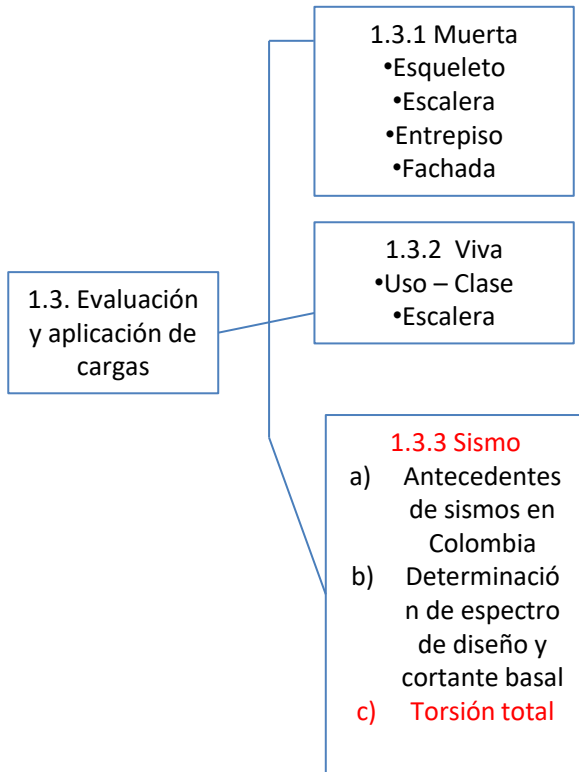 1.3.1 Muerta
•Esqueleto
•Escalera
•Entrepiso
•Fachada
1.3.2 Viva
•Uso – Clase
•Escalera
1.3. Evaluación
y aplicación de
cargas
1.3.3 Sismo
a) Antecedentes
de sismos en
Colombia
b) Determinació
n de espectro
de diseño y
cortante basal
c) Torsión total